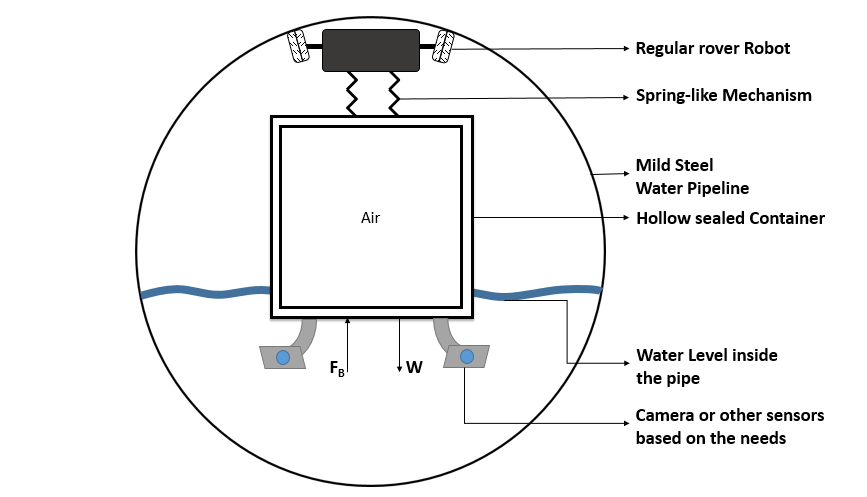 Regular rover Robot
Spring-like Mechanism
Mild Steel
Water Pipeline
Air
Hollow sealed Container
Water Level inside
the pipe
F_B
W
Camera or other sensors
based on the needs